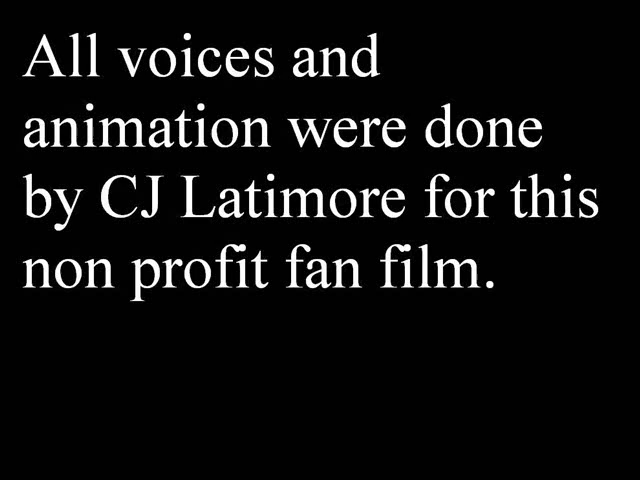 All voices and
animation were done
by CJ Latimore for this
non profit fan film.